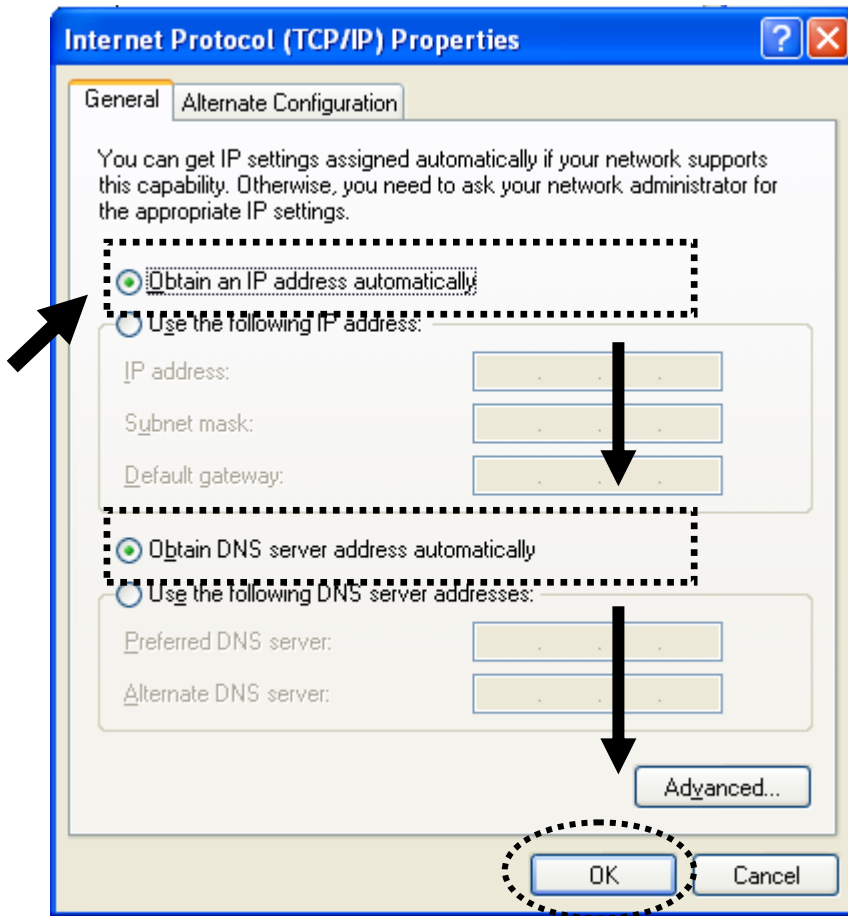 Internet Protocol (TCP/IP) Properties
General
Alternate Configuration
You can get IP settings assigned automatically if your network supports
this capability. Otherwise, you need to ask your network administrator for
the appropriate IP settings.
Obtain an IP address automatically
Use the following IP address:
IP address:
Subnet mask:
Default gateway:
Obtain DNS server address automatically
Use the following DNS server addresses:
Preferred DNS server:
Alternate DNS server:
Advanced...
OK
Cancel